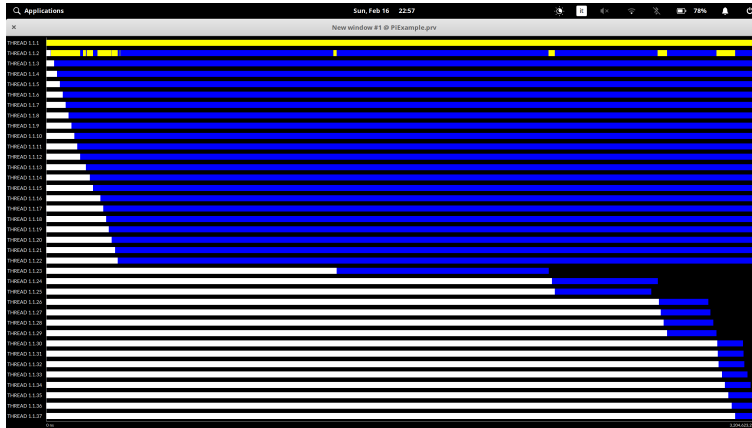 Applications
Sun, Feb 16 22:57
it
78%
New window #1 @ PiExample.prv
THREAD 1.1.1
THREAD 1.1.2
THREAD 1.1.3
THREAD 1.1.4
THREAD 1.1.5
THREAD 1.1.6
THREAD 1.1.7
THREAD 1.1.8
THREAD 1.1.9
THREAD 1.1.10
THREAD 1.1.11
THREAD 1.1.12
THREAD 1.1.13
THREAD 1.1.14
THREAD 1.1.15
THREAD 1.1.16
THREAD 1.1.17
THREAD 1.1.18
THREAD 1.1.19
THREAD 1.1.20
THREAD 1.1.21
THREAD 1.1.22
THREAD 1.1.23
THREAD 1.1.24
THREAD 1.1.25
THREAD 1.1.26
THREAD 1.1.27
THREAD 1.1.28
THREAD 1.1.29
THREAD 1.1.30
THREAD 1.1.31
THREAD 1.1.32
THREAD 1.1.33
THREAD 1.1.34
THREAD 1.1.35
THREAD 1.1.36
THREAD 1.1.37